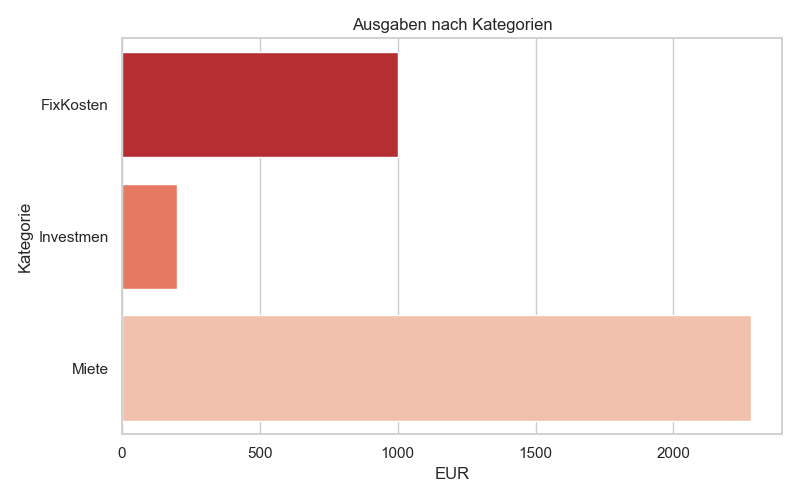 Ausgaben nach Kategorien
FixKosten
Investmen
Miete
Kategorie
0 500 1000 1500 2000
EUR